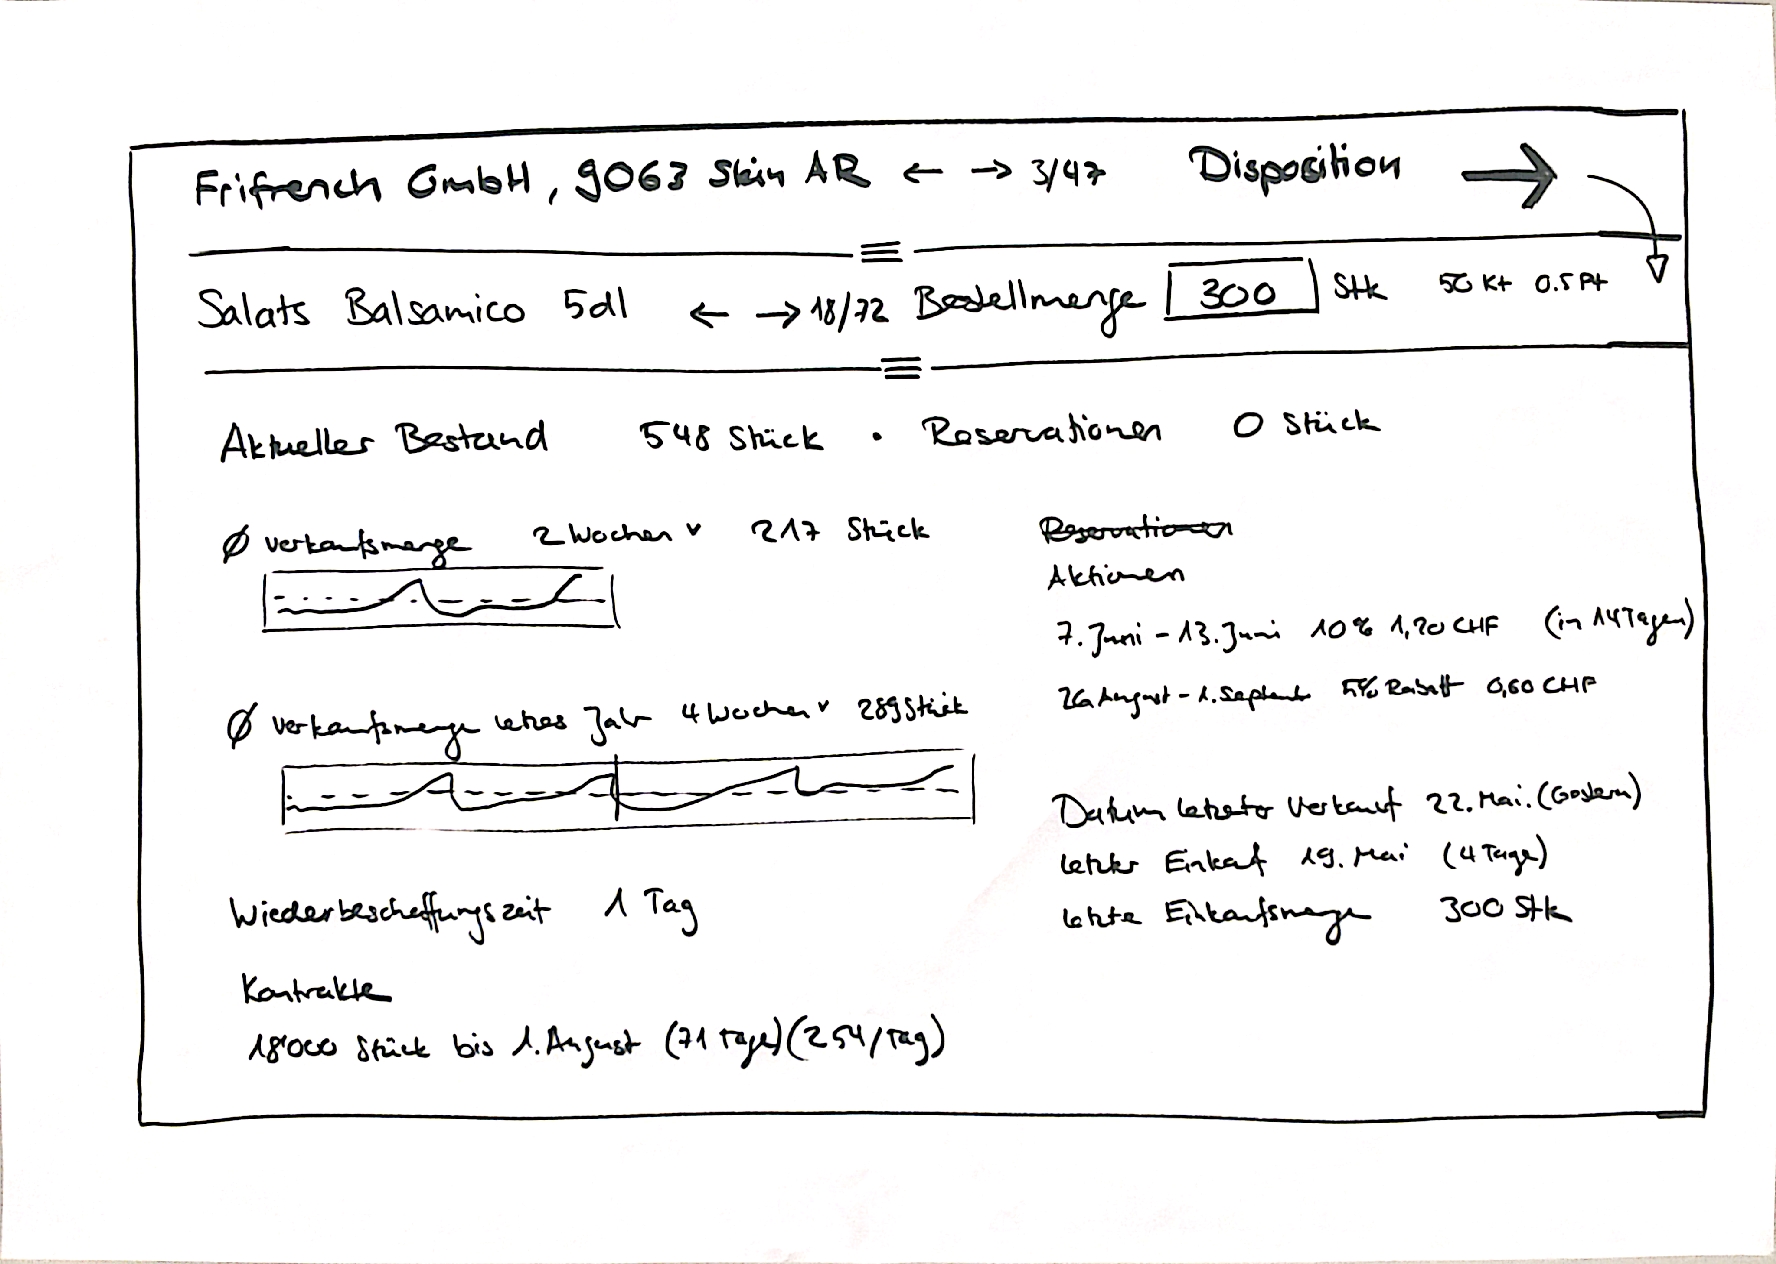 Frifrench GmbH, 9063 Stein AR ← → 3/47 Disposition →
Salats Balsamico 5dl ← → 18/72 Bestellmenge 300 Stk 50 Kt 0.5 Pt
Aktueller Bestand 548 Stück • Reservationen 0 Stück
Ø Verkaufsmenge 2 Wochen v 217 Stück
Reservationen
Aktionen
7. Juni - 13. Juni 10% 1,20 CHF (in 14 Tagen)
26 August - 1. September 5% Rabatt 0,60 CHF
Ø Verkaufsmenge letztes Jahr 4 Wochen v 289 Stück
Datum letzter Verkauf 22. Mai. (Gestern)
letzter Einkauf 19. Mai (4 Tage)
letzte Einkaufsmenge 300 Stk
Wiederbeschaffungszeit 1 Tag
Kontrakte
18'000 Stück bis 1. August (71 Tage) (254/Tag)